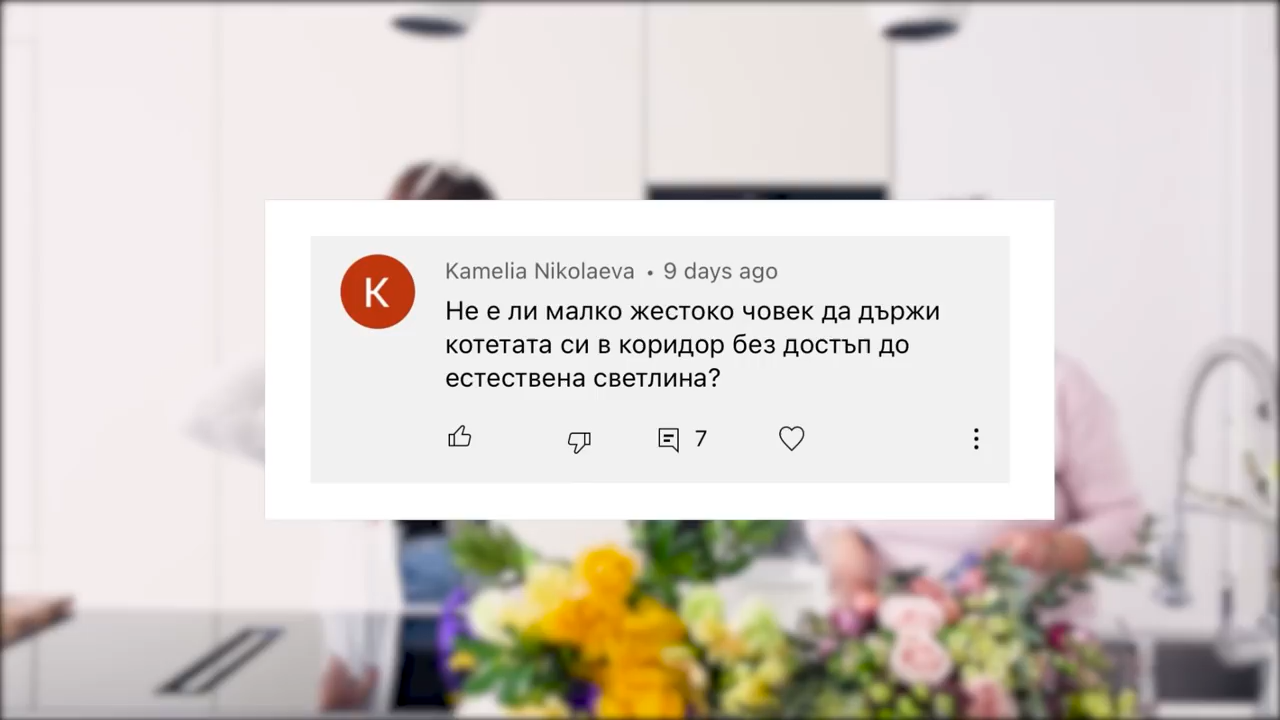 K
Kamelia Nikolaeva • 9 days ago
Не е ли малко жестоко човек да държи
котетата си в коридор без достъп до
естествена светлина?
7